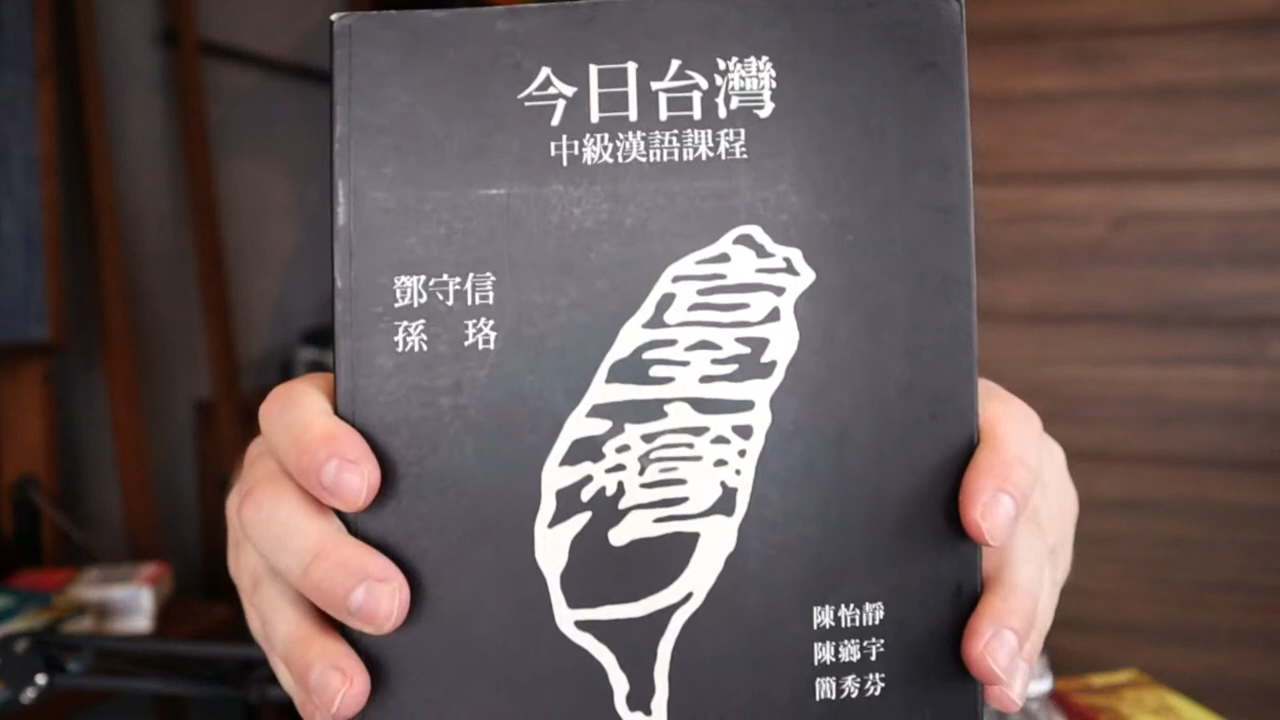 今日台灣
中級漢語課程
鄧守信
孫　珞
臺灣
陳怡靜
陳薌宇
簡秀芬